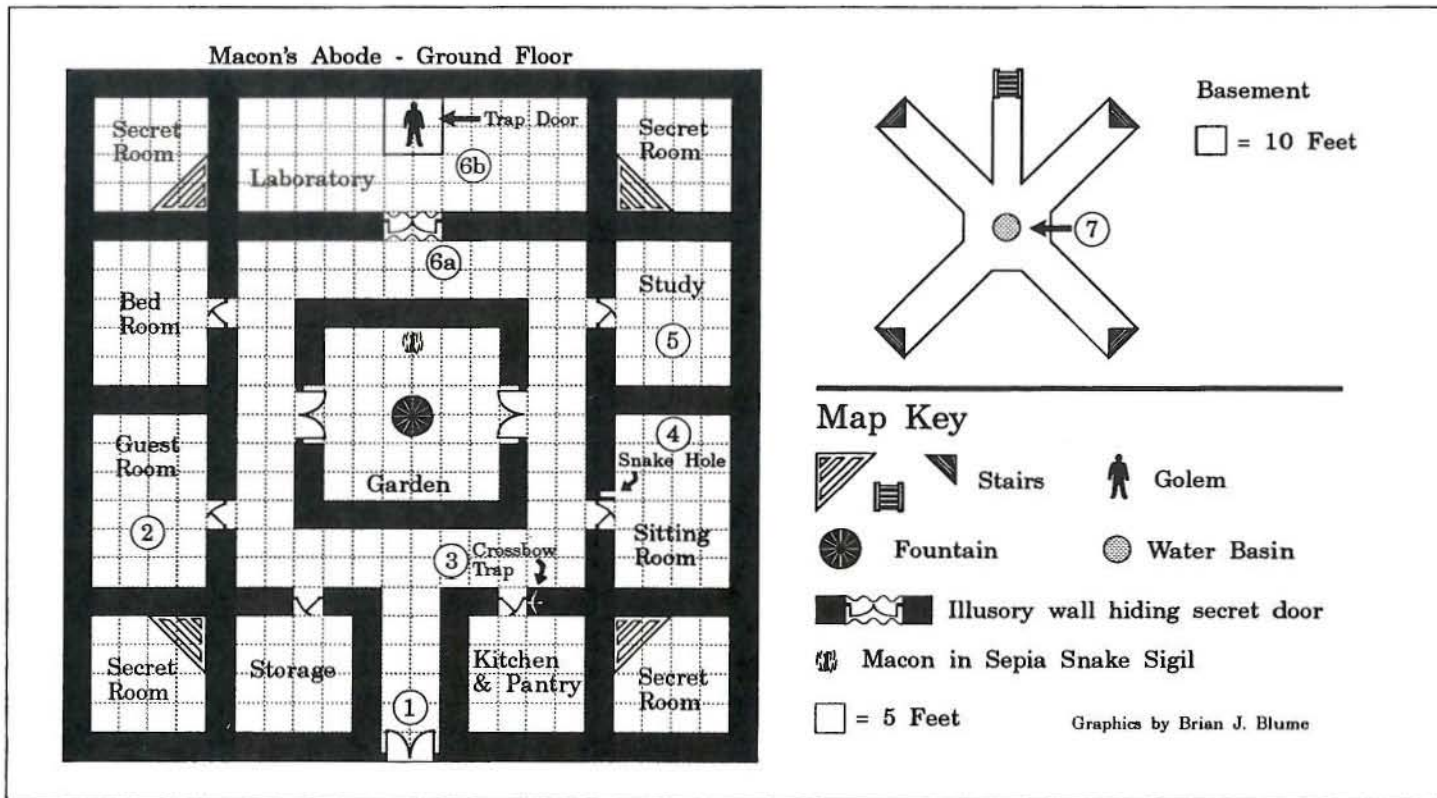 Macon's Abode - Ground Floor
Secret
Room
Laboratory
Trap Door
6b
Secret
Room
6a
Bed
Room
Study
5
Guest
Room
2
Garden
4
Snake Hole
Sitting
Room
3
Crossbow
Trap
Secret
Room
Storage
1
Kitchen
& Pantry
Secret
Room
Basement
= 10 Feet
7
Map Key
Stairs
Golem
Fountain
Water Basin
Illusory wall hiding secret door
Macon in Sepia Snake Sigil
= 5 Feet
Graphics by Brian J. Blume